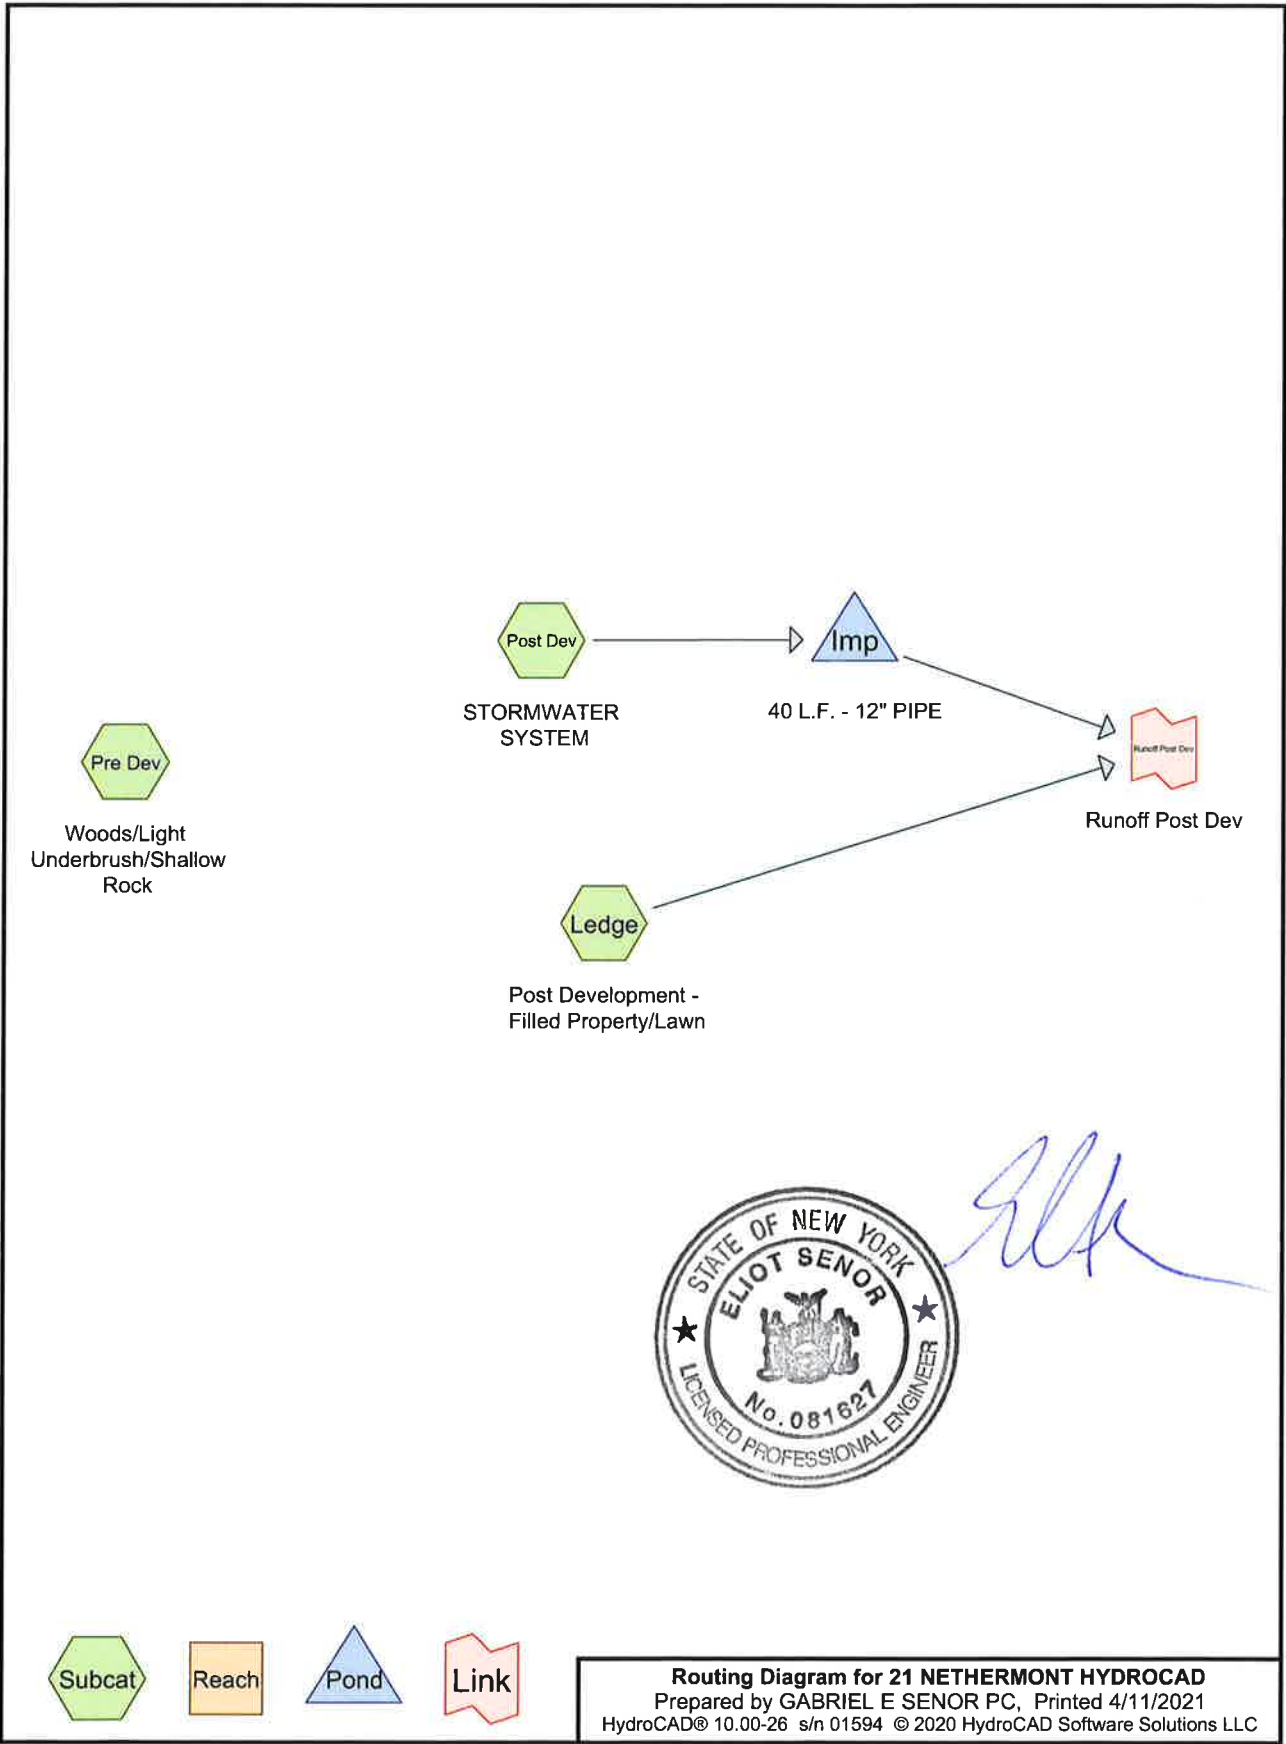 Post Dev
STORMWATER
SYSTEM
Imp
40 L.F. - 12" PIPE
Runoff Post Dev
Runoff Post Dev
Pre Dev
Woods/Light
Underbrush/Shallow
Rock
Ledge
Post Development -
Filled Property/Lawn
STATE OF NEW YORK
ELIOT SENOR
No. 081627
LICENSED PROFESSIONAL ENGINEER
Subcat
Reach
Pond
Link
Routing Diagram for 21 NETHERMONT HYDROCAD
Prepared by GABRIEL E SENOR PC, Printed 4/11/2021
HydroCAD® 10.00-26 s/n 01594 © 2020 HydroCAD Software Solutions LLC